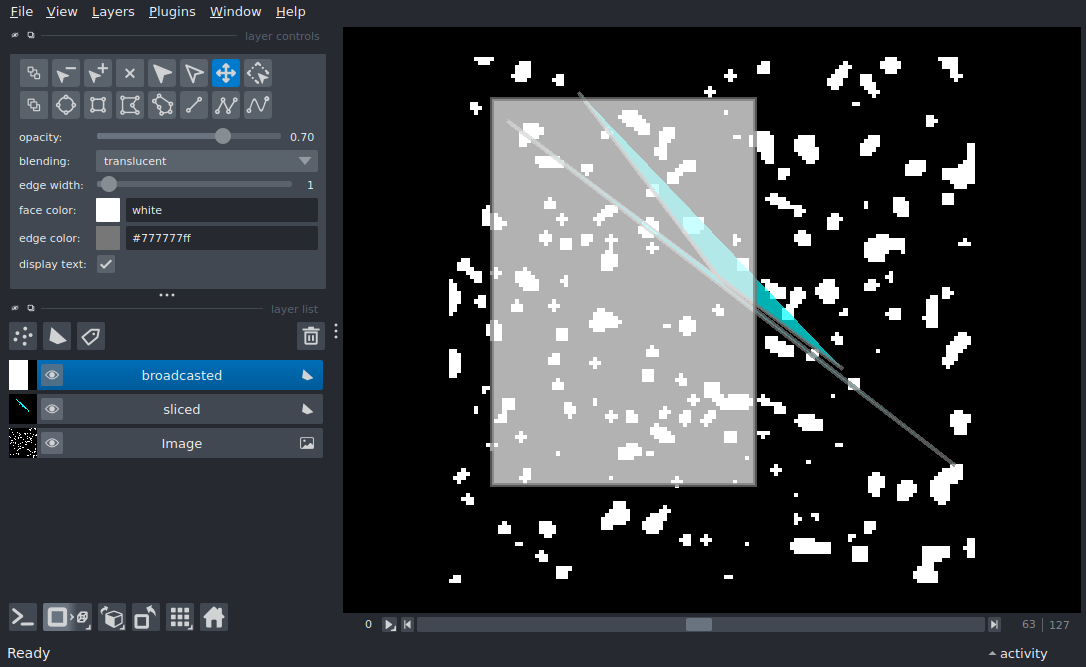 File View Layers Plugins Window Help
layer controls
opacity: 0.70
blending: translucent
edge width: 1
face color: white
edge color: #777777ff
display text:
layer list
broadcasted
sliced
Image
0 63 127
Ready activity